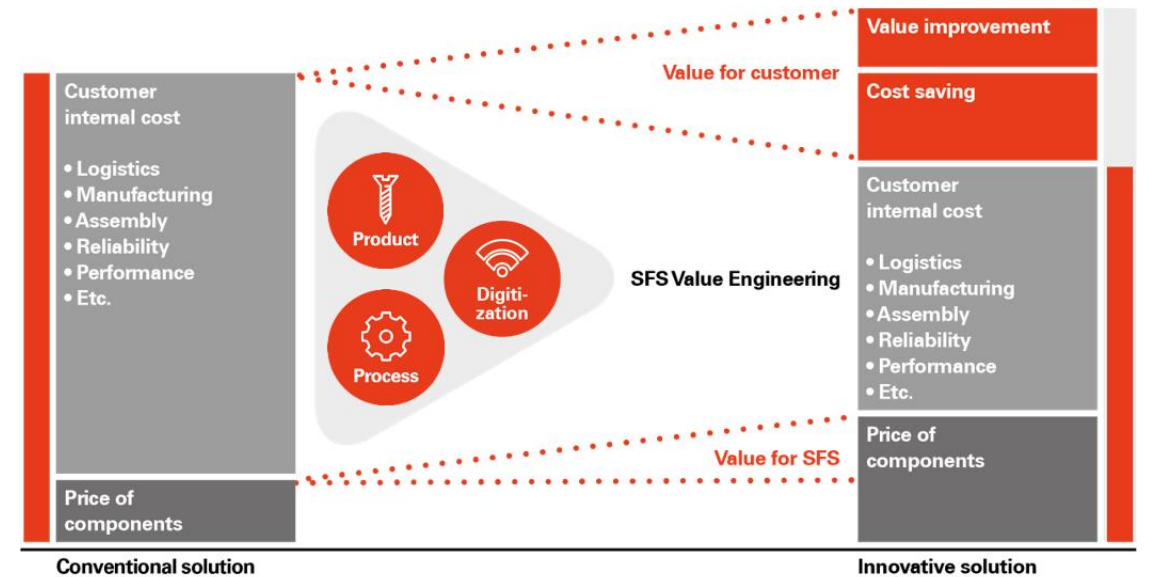 Customer
internal cost
• Logistics
• Manufacturing
• Assembly
• Reliability
• Performance
• Etc.
Price of
components
Conventional solution
Product
Process
Digiti-
zation
Value for customer
SFS Value Engineering
Value for SFS
Value improvement
Cost saving
Customer
internal cost
• Logistics
• Manufacturing
• Assembly
• Reliability
• Performance
• Etc.
Price of
components
Innovative solution